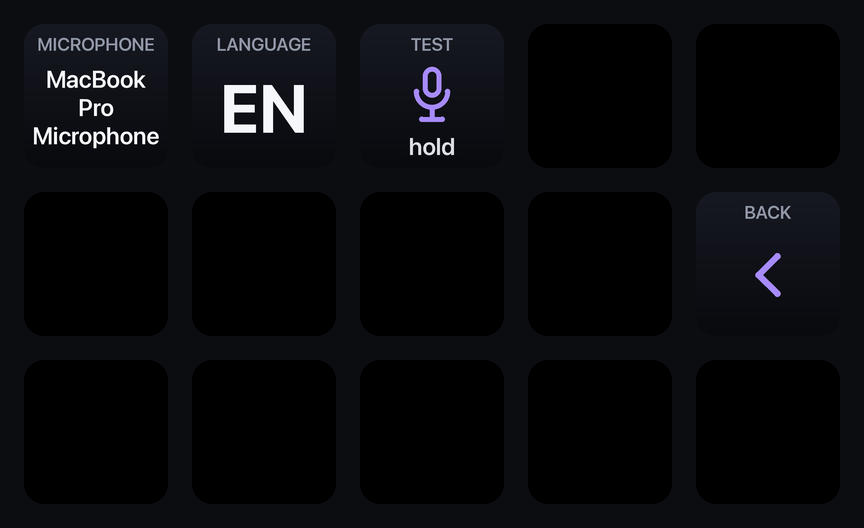 MICROPHONE
MacBook
Pro
Microphone
LANGUAGE
EN
TEST
hold
BACK